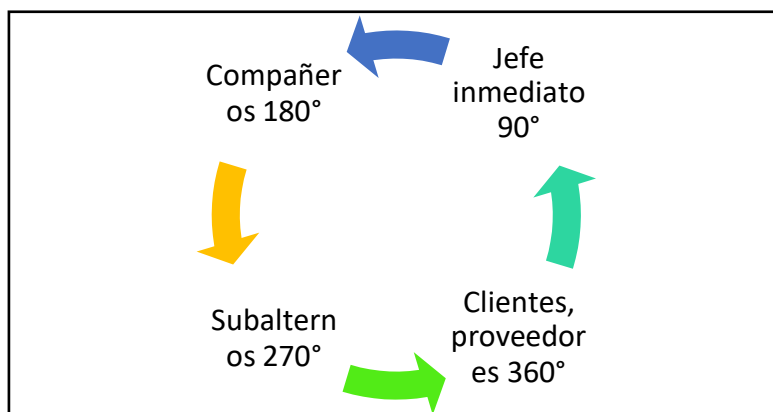 Compañer
os 180°
Jefe
inmediato
90°
Subaltern
os 270°
Clientes,
proveedor
es 360°